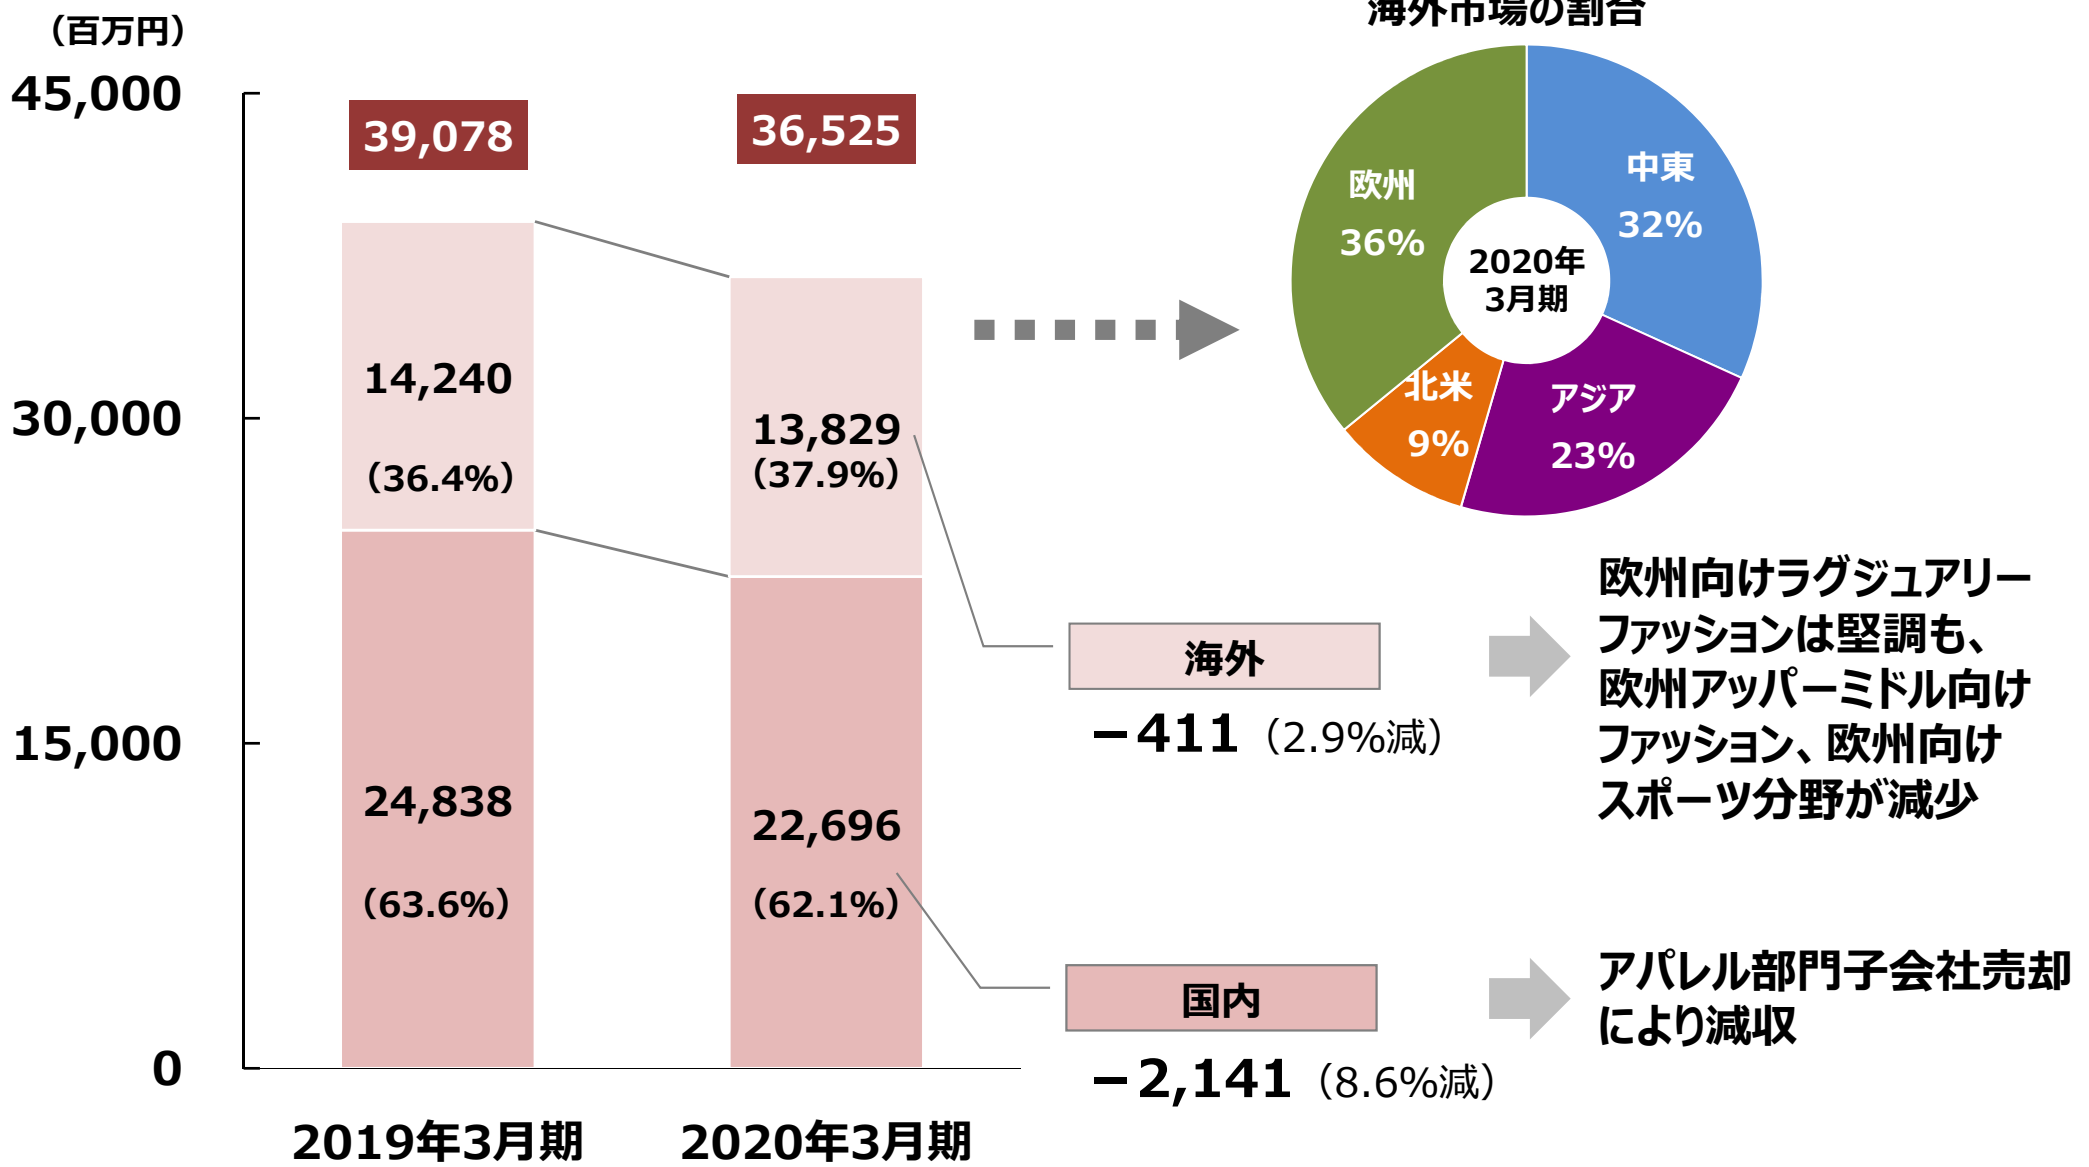 （百万円）
45,000
30,000
15,000
0
39,078
14,240
（36.4%）
24,838
（63.6%）
2019年3月期
36,525
13,829
（37.9%）
22,696
（62.1%）
2020年3月期
海外市場の割合
中東
32%
アジア
23%
北米
9%
欧州
36%
2020年
3月期
海外
－411（2.9%減）
欧州向けラグジュアリー
ファッションは堅調も、
欧州アッパーミドル向け
ファッション、欧州向け
スポーツ分野が減少
国内
－2,141（8.6%減）
アパレル部門子会社売却
により減収